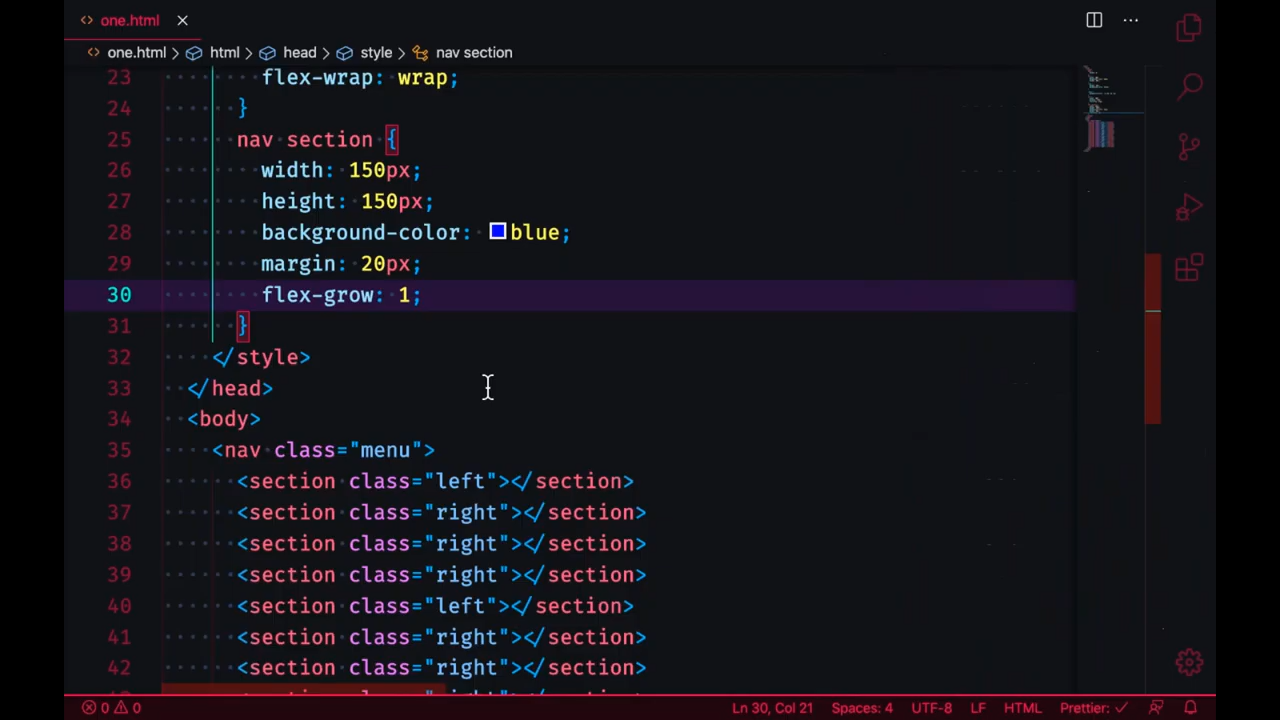 one.html
one.html > html > head > style > nav section
23 flex-wrap: wrap;
24 }
25 nav section {
26 width: 150px;
27 height: 150px;
28 background-color: blue;
29 margin: 20px;
30 flex-grow: 1;
31 }
32 </style>
33 </head>
34 <body>
35 <nav class="menu">
36 <section class="left"></section>
37 <section class="right"></section>
38 <section class="right"></section>
39 <section class="right"></section>
40 <section class="left"></section>
41 <section class="right"></section>
42 <section class="right"></section>
0 0 Ln 30, Col 21 Spaces: 4 UTF-8 LF HTML Prettier: ✓